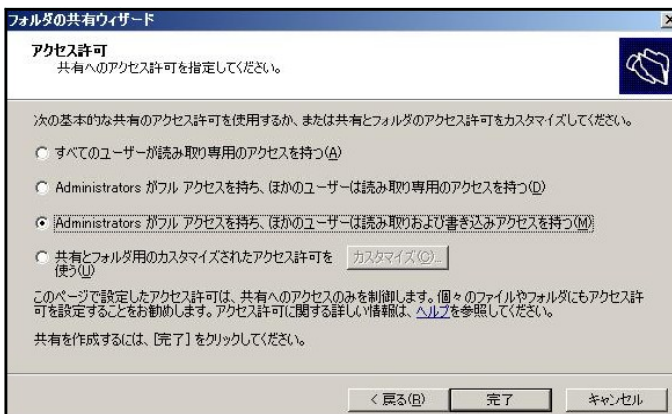 フォルダの共有ウィザード
アクセス許可
共有へのアクセス許可を指定してください。
次の基本的な共有のアクセス許可を使用するか、または共有とフォルダのアクセス許可をカスタマイズしてください。
すべてのユーザーが読み取り専用のアクセスを持つ(A)
Administrators がフル アクセスを持ち、ほかのユーザーは読み取り専用のアクセスを持つ(D)
Administrators がフル アクセスを持ち、ほかのユーザーは読み取りおよび書き込みアクセスを持つ(M)
共有とフォルダ用のカスタマイズされたアクセス許可を
使う(U)
カスタマイズ(C)...
このページで設定したアクセス許可は、共有へのアクセスのみを制御します。個々のファイルやフォルダにもアクセス許
可を設定することをお勧めします。アクセス許可に関する詳しい情報は、ヘルプを参照してください。
共有を作成するには、[完了] をクリックしてください。
< 戻る(B)
完了
キャンセル